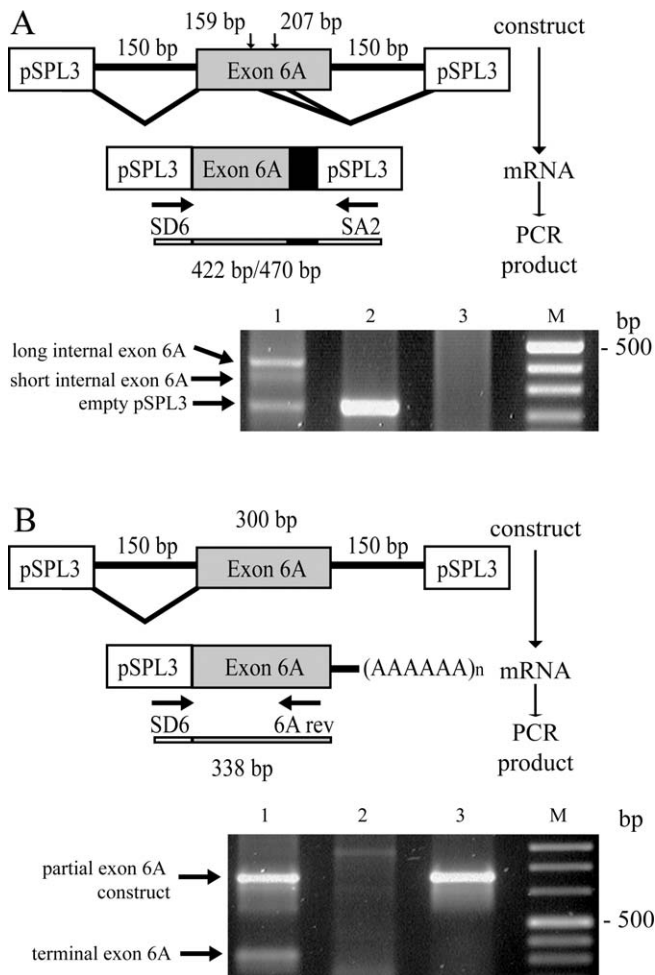 A
159 bp 207 bp
150 bp 150 bp construct
pSPL3 Exon 6A pSPL3
pSPL3 Exon 6A pSPL3 mRNA
SD6 SA2
422 bp/470 bp
PCR
product
1 2 3 M bp
long internal exon 6A
short internal exon 6A
empty pSPL3
- 500
B
300 bp
150 bp 150 bp construct
pSPL3 Exon 6A pSPL3
pSPL3 Exon 6A (AAAAAA)n mRNA
SD6 6A rev
338 bp
PCR
product
1 2 3 M bp
partial exon 6A
construct
- 500
terminal exon 6A